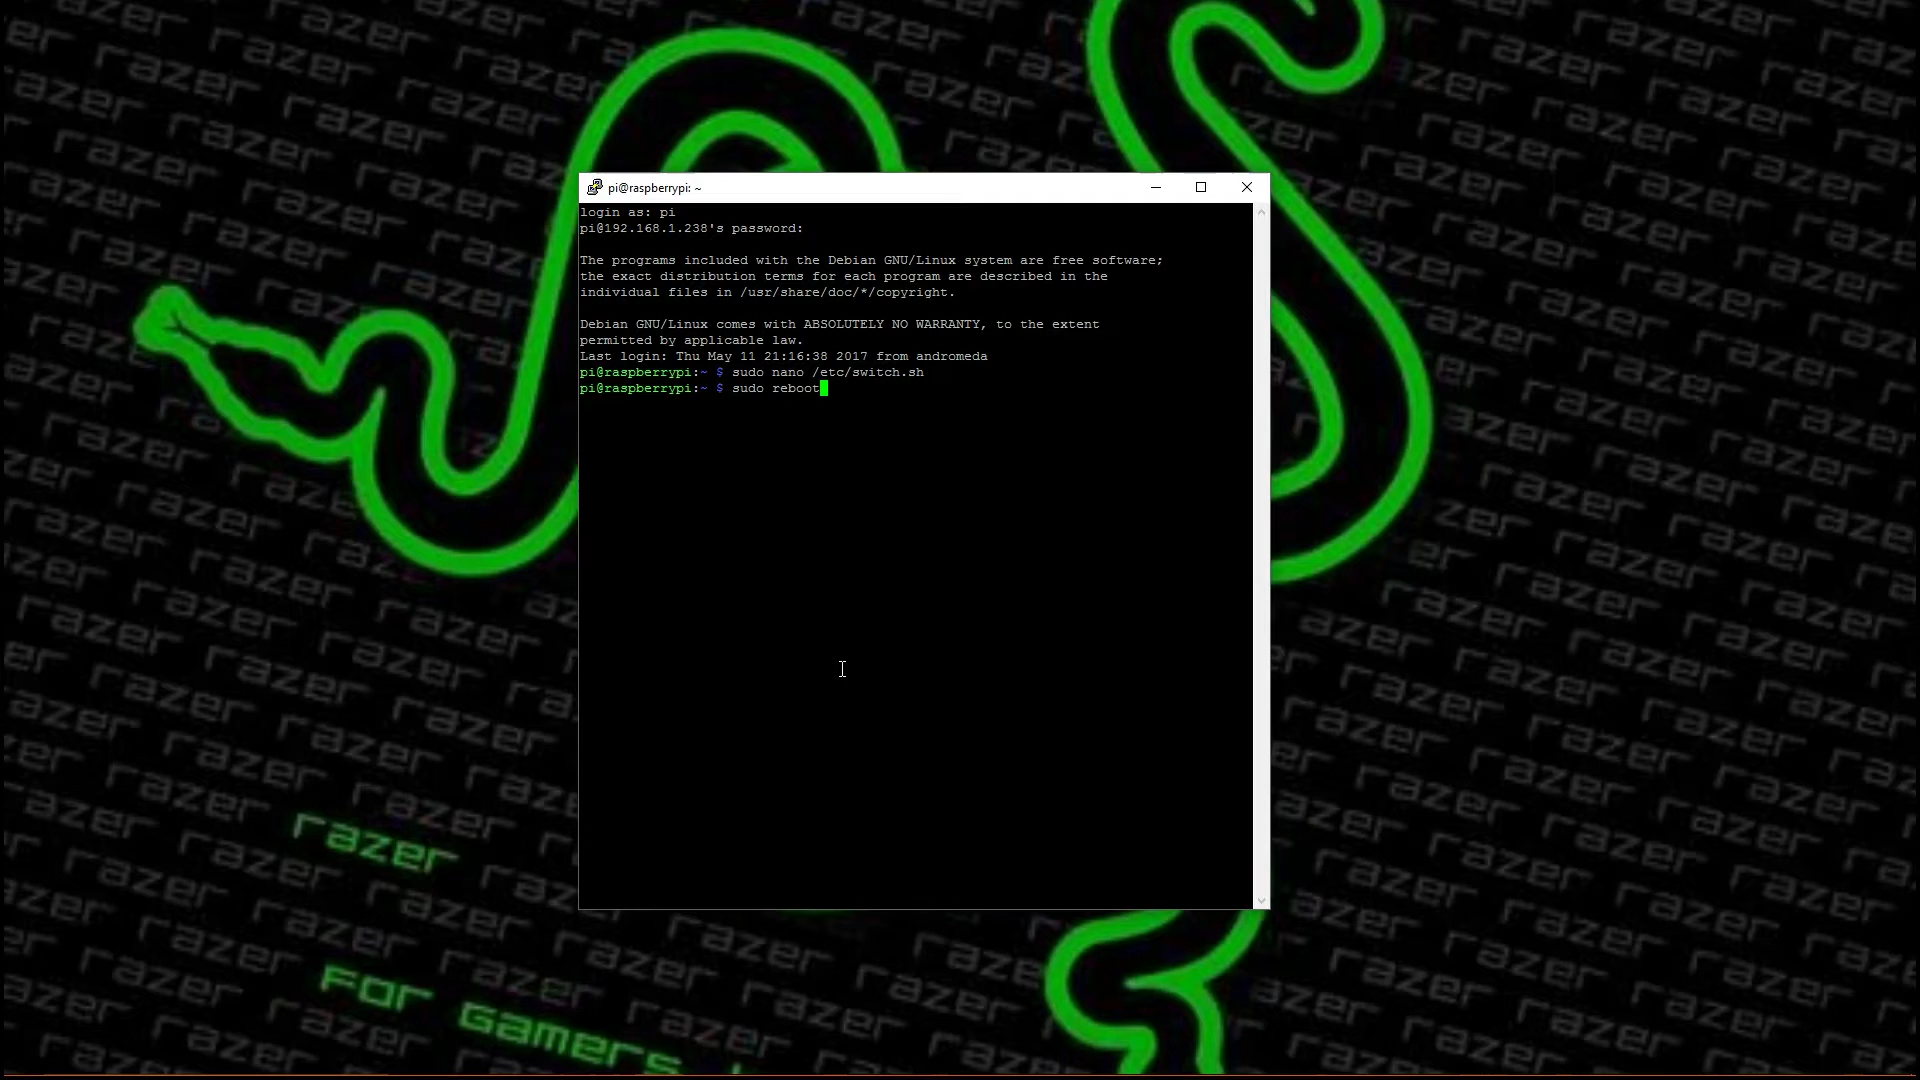 pi@raspberrypi: ~
login as: pi
pi@192.168.1.238's password:
The programs included with the Debian GNU/Linux system are free software;
the exact distribution terms for each program are described in the
individual files in /usr/share/doc/*/copyright.
Debian GNU/Linux comes with ABSOLUTELY NO WARRANTY, to the extent
permitted by applicable law.
Last login: Thu May 11 21:16:38 2017 from andromeda
pi@raspberrypi:~ $ sudo nano /etc/switch.sh
pi@raspberrypi:~ $ sudo reboot
razer
For Gamers